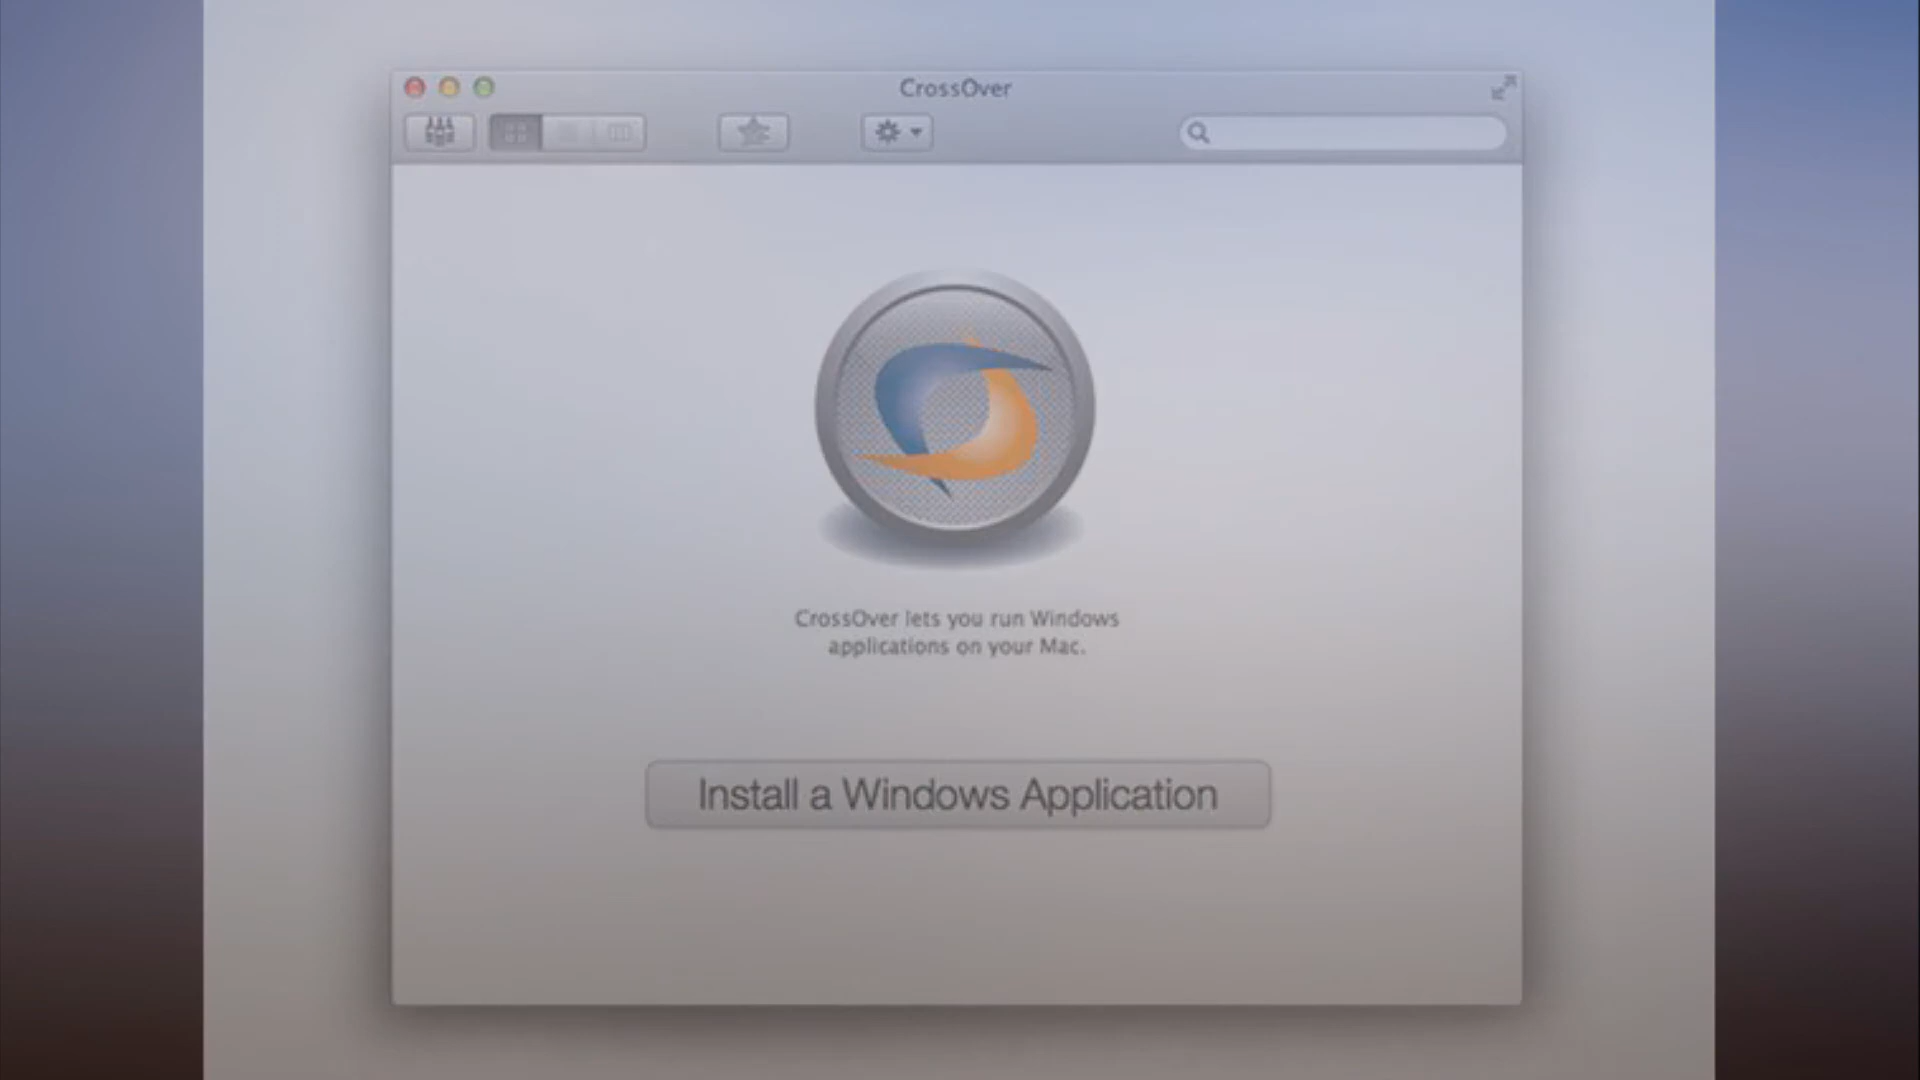 CrossOver
CrossOver lets you run Windows
applications on your Mac.
Install a Windows Application